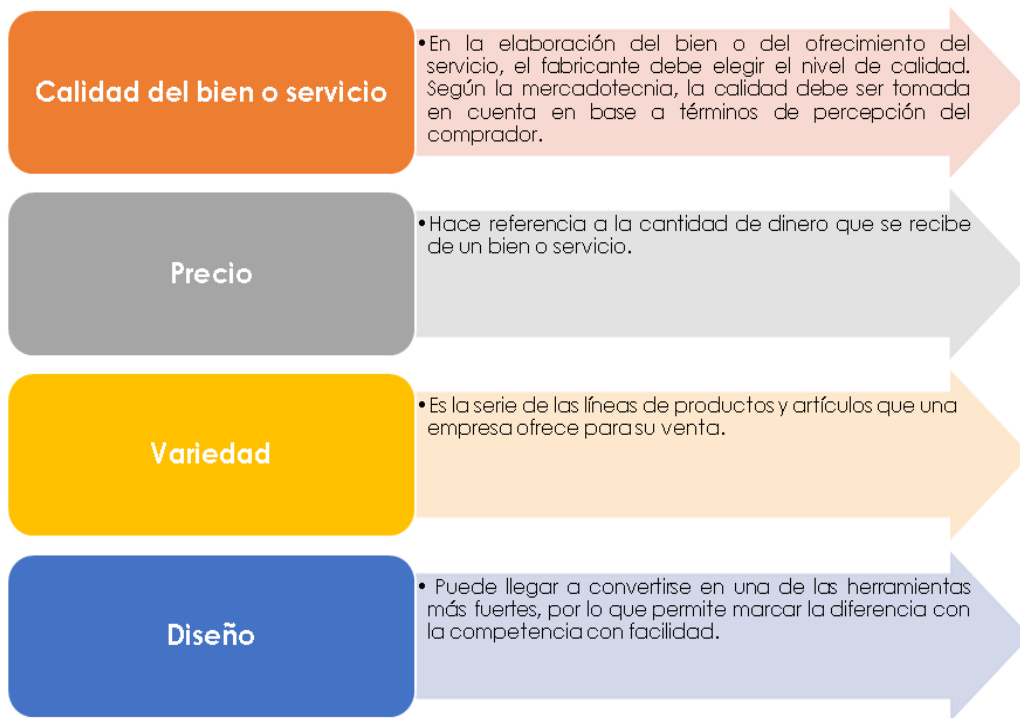 Calidad del bien o servicio
•En la elaboración del bien o del ofrecimiento del
servicio, el fabricante debe elegir el nivel de calidad.
Según la mercadotecnia, la calidad debe ser tomada
en cuenta en base a términos de percepción del
comprador.
Precio
•Hace referencia a la cantidad de dinero que se recibe
de un bien o servicio.
Variedad
•Es la serie de las líneas de productos y artículos que una
empresa ofrece para su venta.
Diseño
• Puede llegar a convertirse en una de las herramientas
más fuertes, por lo que permite marcar la diferencia con
la competencia con facilidad.